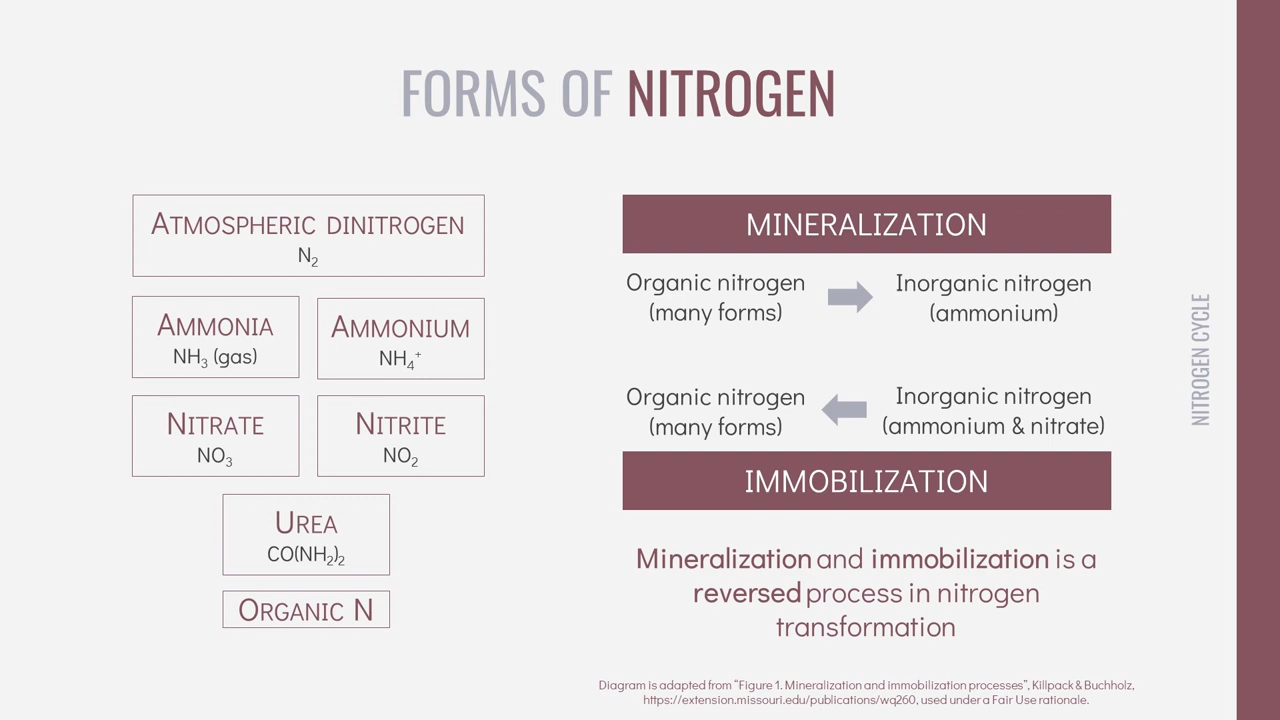 FORMS OF NITROGEN
ATMOSPHERIC DINITROGEN
N₂
AMMONIA
NH₃ (gas)
AMMONIUM
NH₄⁺
NITRATE
NO₃
NITRITE
NO₂
UREA
CO(NH₂)₂
ORGANIC N
MINERALIZATION
Organic nitrogen
(many forms)
Inorganic nitrogen
(ammonium)
Organic nitrogen
(many forms)
Inorganic nitrogen
(ammonium & nitrate)
IMMOBILIZATION
Mineralization and immobilization is a
reversed process in nitrogen
transformation
Diagram is adapted from “Figure 1. Mineralization and immobilization processes”, Killpack & Buchholz,
https://extension.missouri.edu/publications/wq260, used under a Fair Use rationale.
NITROGEN CYCLE